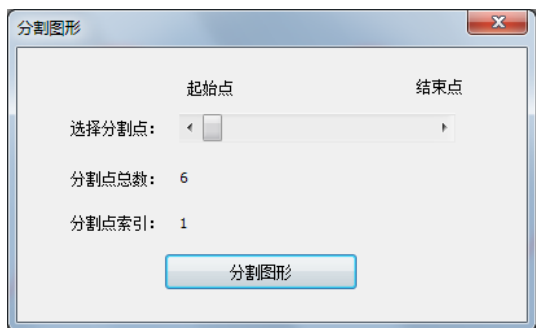 分割图形
起始点 结束点
选择分割点：
分割点总数： 6
分割点索引： 1
分割图形